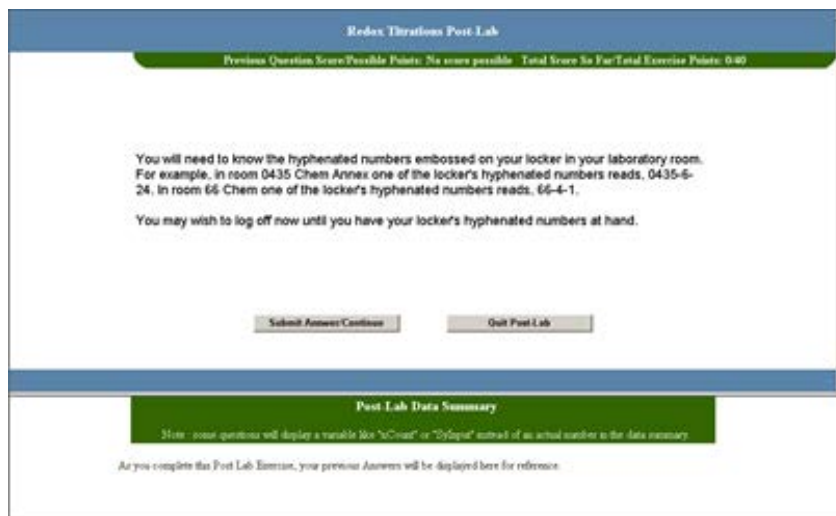 Redox Titrations Post-Lab
Previous Question Score/Possible Points: No score possible Total Score So Far/Total Exercise Points: 0/40
You will need to know the hyphenated numbers embossed on your locker in your laboratory room.
For example, in room 0435 Chem Annex one of the locker's hyphenated numbers reads, 0435-6-
24. In room 66 Chem one of the locker's hyphenated numbers reads, 66-4-1.
You may wish to log off now until you have your locker's hyphenated numbers at hand.
Submit Answer/Continue Quit Post-Lab
Post-Lab Data Summary
Note : some questions will display a variable like "xCount" or "DyInput" instead of an actual number in the data summary.
As you complete this Post Lab Exercise, your previous Answers will be displayed here for reference.